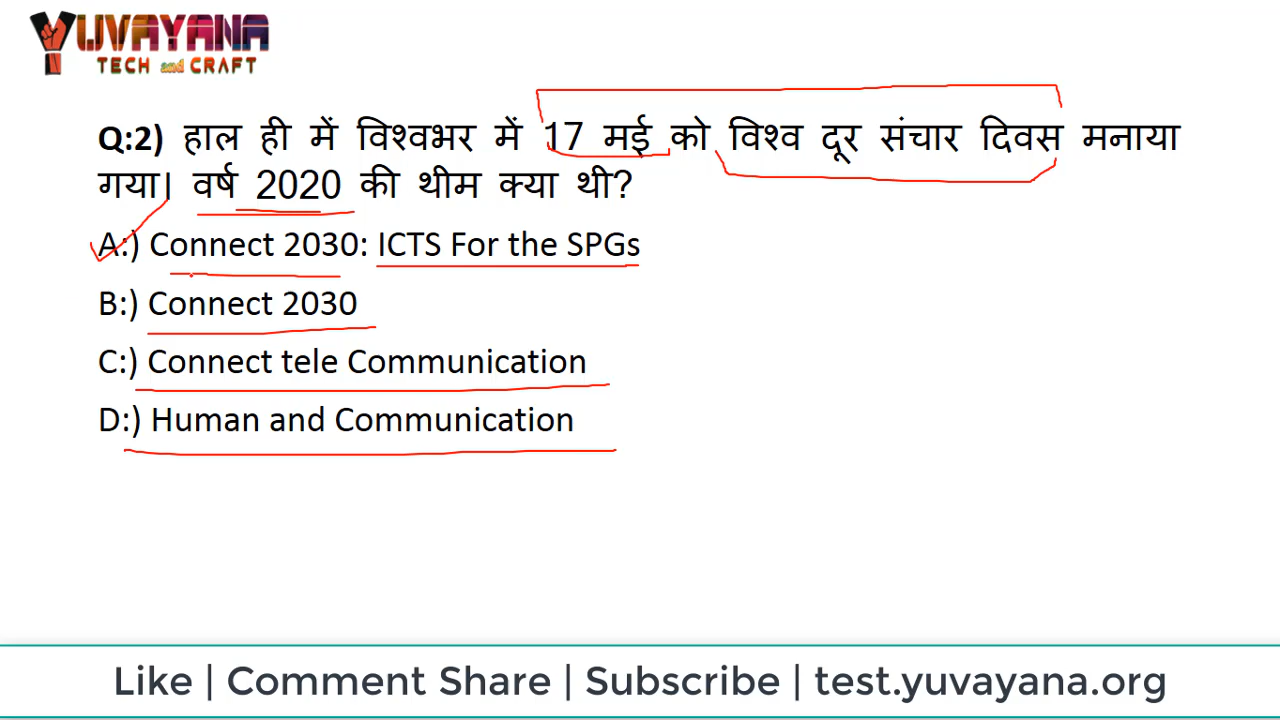 YUVAYANA
TECH and CRAFT
Q:2) हाल ही में विश्वभर में 17 मई को विश्व दूर संचार दिवस मनाया
गया। वर्ष 2020 की थीम क्या थी?
A:) Connect 2030: ICTS For the SPGs
B:) Connect 2030
C:) Connect tele Communication
D:) Human and Communication
Like | Comment Share | Subscribe | test.yuvayana.org